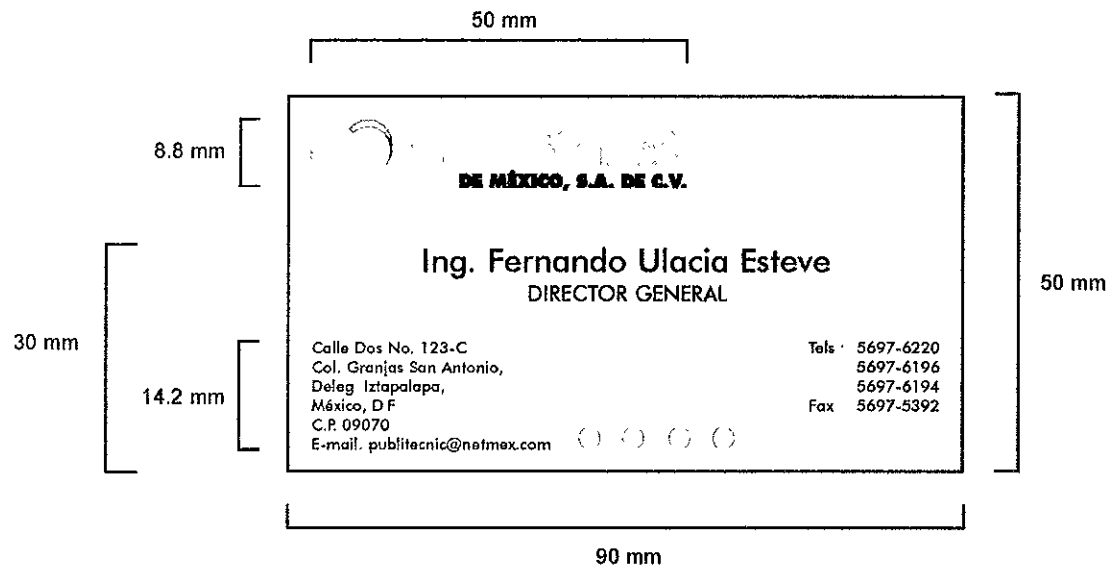 50 mm
8.8 mm
DE MÉXICO, S.A. DE C.V.
Ing. Fernando Ulacia Esteve
DIRECTOR GENERAL
50 mm
30 mm
14.2 mm
Calle Dos No. 123-C
Col. Granjas San Antonio,
Deleg Iztapalapa,
México, D F
C.P. 09070
E-mail. publitecnic@netmex.com
Tels · 5697-6220
5697-6196
5697-6194
Fax 5697-5392
90 mm